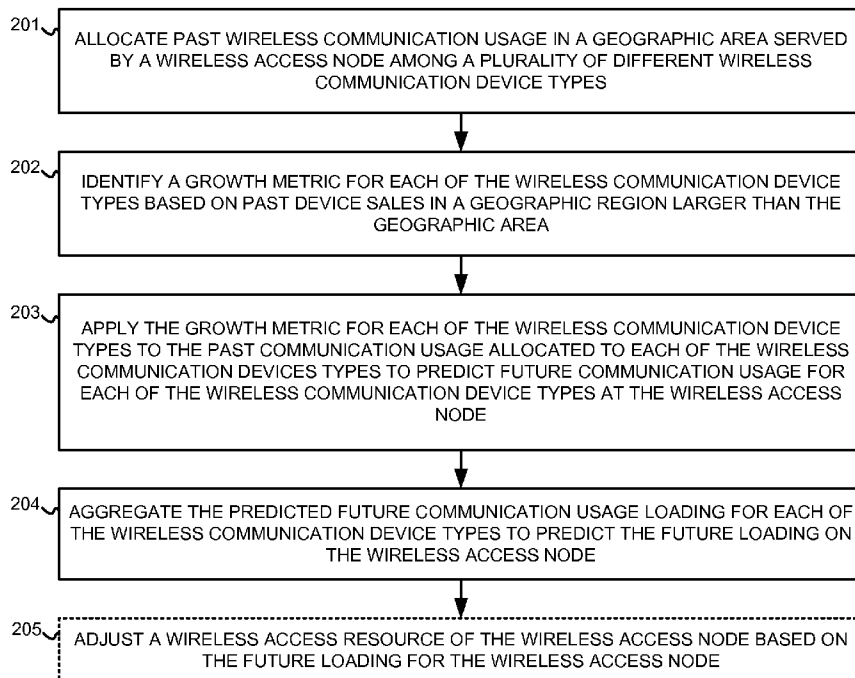 201
ALLOCATE PAST WIRELESS COMMUNICATION USAGE IN A GEOGRAPHIC AREA SERVED
BY A WIRELESS ACCESS NODE AMONG A PLURALITY OF DIFFERENT WIRELESS
COMMUNICATION DEVICE TYPES
202
IDENTIFY A GROWTH METRIC FOR EACH OF THE WIRELESS COMMUNICATION DEVICE
TYPES BASED ON PAST DEVICE SALES IN A GEOGRAPHIC REGION LARGER THAN THE
GEOGRAPHIC AREA
203
APPLY THE GROWTH METRIC FOR EACH OF THE WIRELESS COMMUNICATION DEVICE
TYPES TO THE PAST COMMUNICATION USAGE ALLOCATED TO EACH OF THE WIRELESS
COMMUNICATION DEVICES TYPES TO PREDICT FUTURE COMMUNICATION USAGE FOR
EACH OF THE WIRELESS COMMUNICATION DEVICE TYPES AT THE WIRELESS ACCESS
NODE
204
AGGREGATE THE PREDICTED FUTURE COMMUNICATION USAGE LOADING FOR EACH OF
THE WIRELESS COMMUNICATION DEVICE TYPES TO PREDICT THE FUTURE LOADING ON
THE WIRELESS ACCESS NODE
205
ADJUST A WIRELESS ACCESS RESOURCE OF THE WIRELESS ACCESS NODE BASED ON
THE FUTURE LOADING FOR THE WIRELESS ACCESS NODE